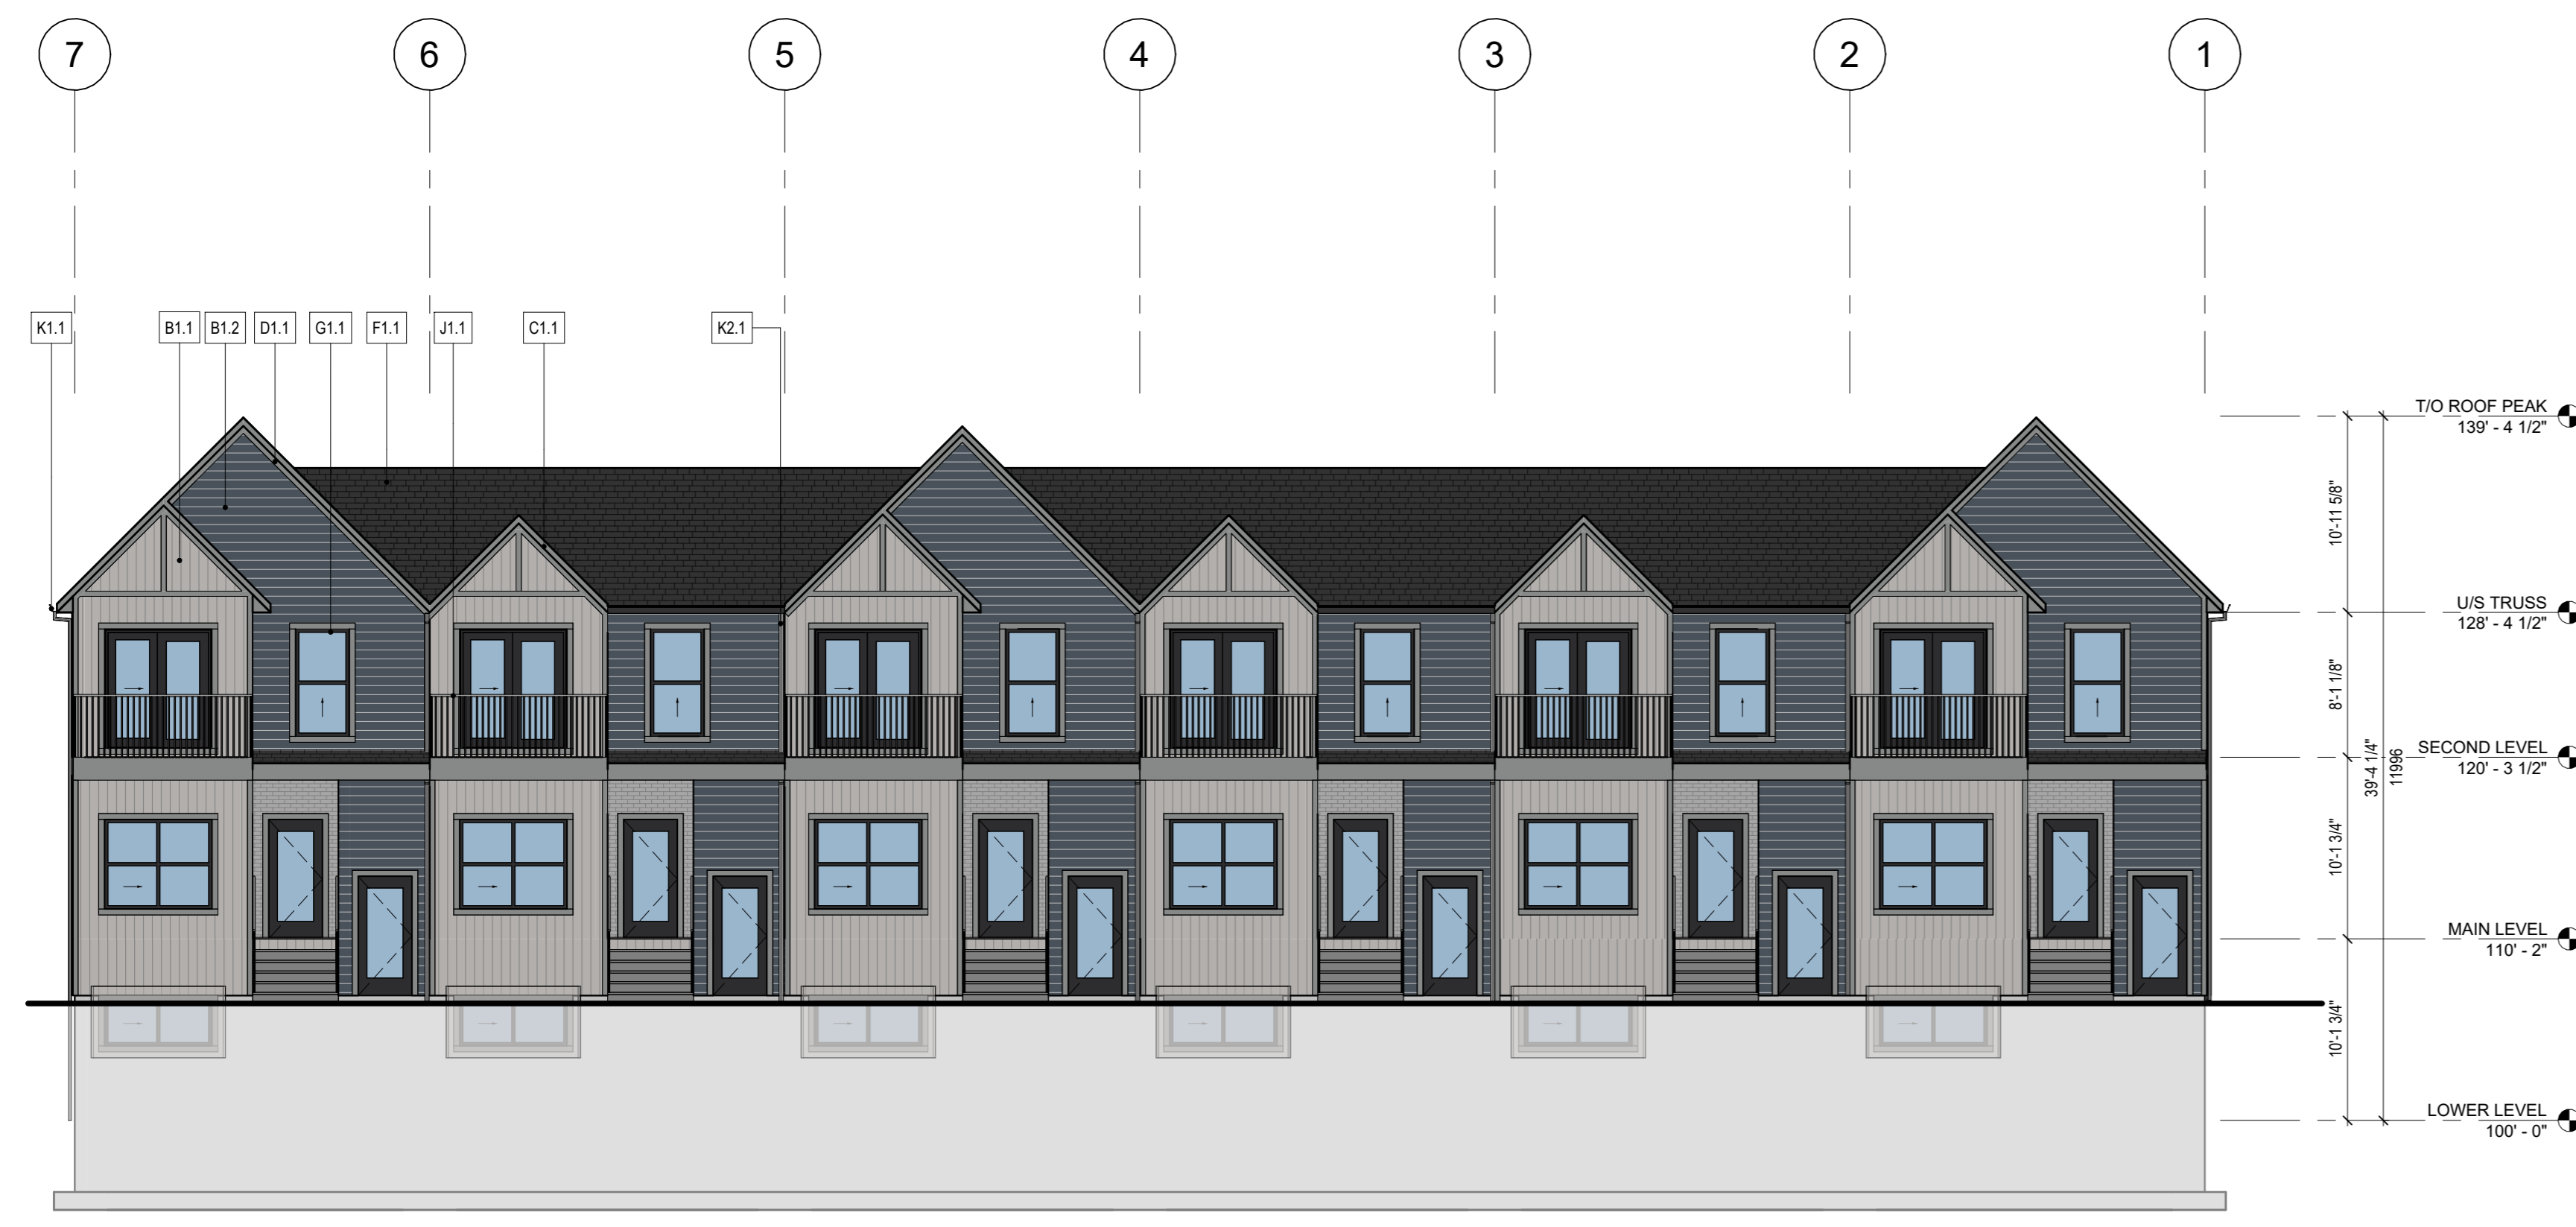 7 6 5 4 3 2 1
K1.1 B1.1 B1.2 D1.1 G1.1 F1.1 J1.1 C1.1 K2.1
T/O ROOF PEAK
139' - 4 1/2"
10'-11 5/8"
U/S TRUSS
128' - 4 1/2"
8'-1 1/8"
SECOND LEVEL
120' - 3 1/2"
39'-4 1/4"
11996
10'-1 3/4"
MAIN LEVEL
110' - 2"
10'-1 3/4"
LOWER LEVEL
100' - 0"